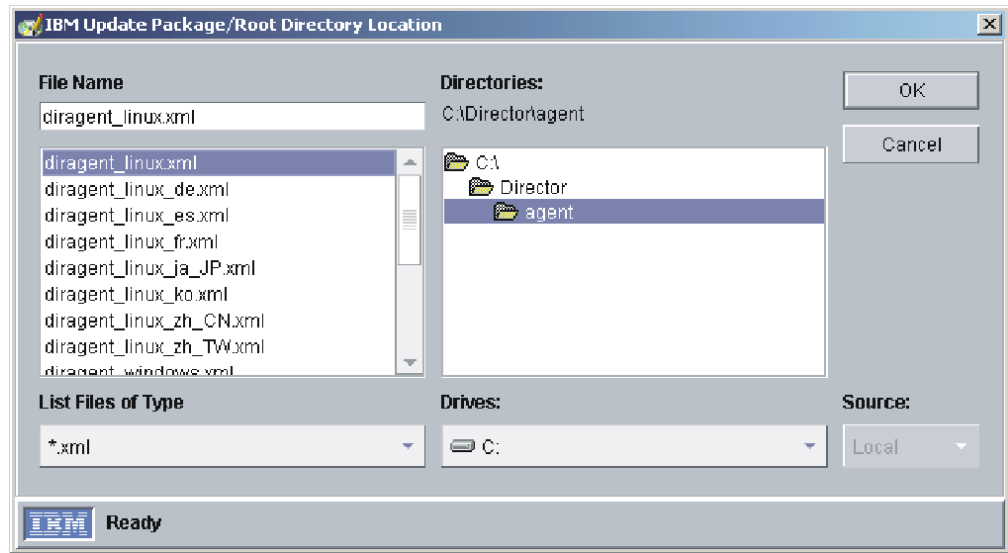 IBM Update Package/Root Directory Location
File Name
diragent_linux.xml
diragent_linux.xml
diragent_linux_de.xml
diragent_linux_es.xml
diragent_linux_fr.xml
diragent_linux_ja_JP.xml
diragent_linux_ko.xml
diragent_linux_zh_CN.xml
diragent_linux_zh_TW.xml
diragent_windows.xml
List Files of Type
*.xml
Directories:
C:\Director\agent
C:\
Director
agent
Drives:
C:
OK
Cancel
Source:
Local
IBM
Ready